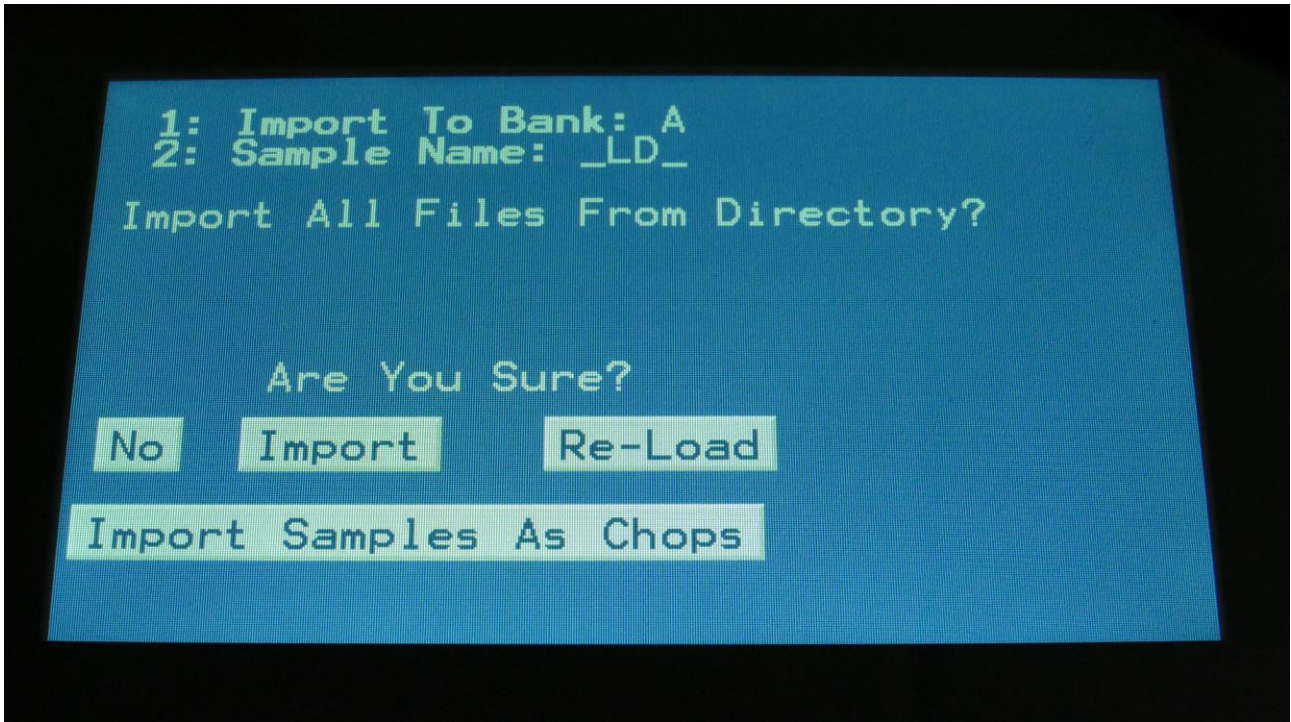 1: Import To Bank: A
2: Sample Name: _LD_
Import All Files From Directory?
Are You Sure?
No Import Re-Load
Import Samples As Chops